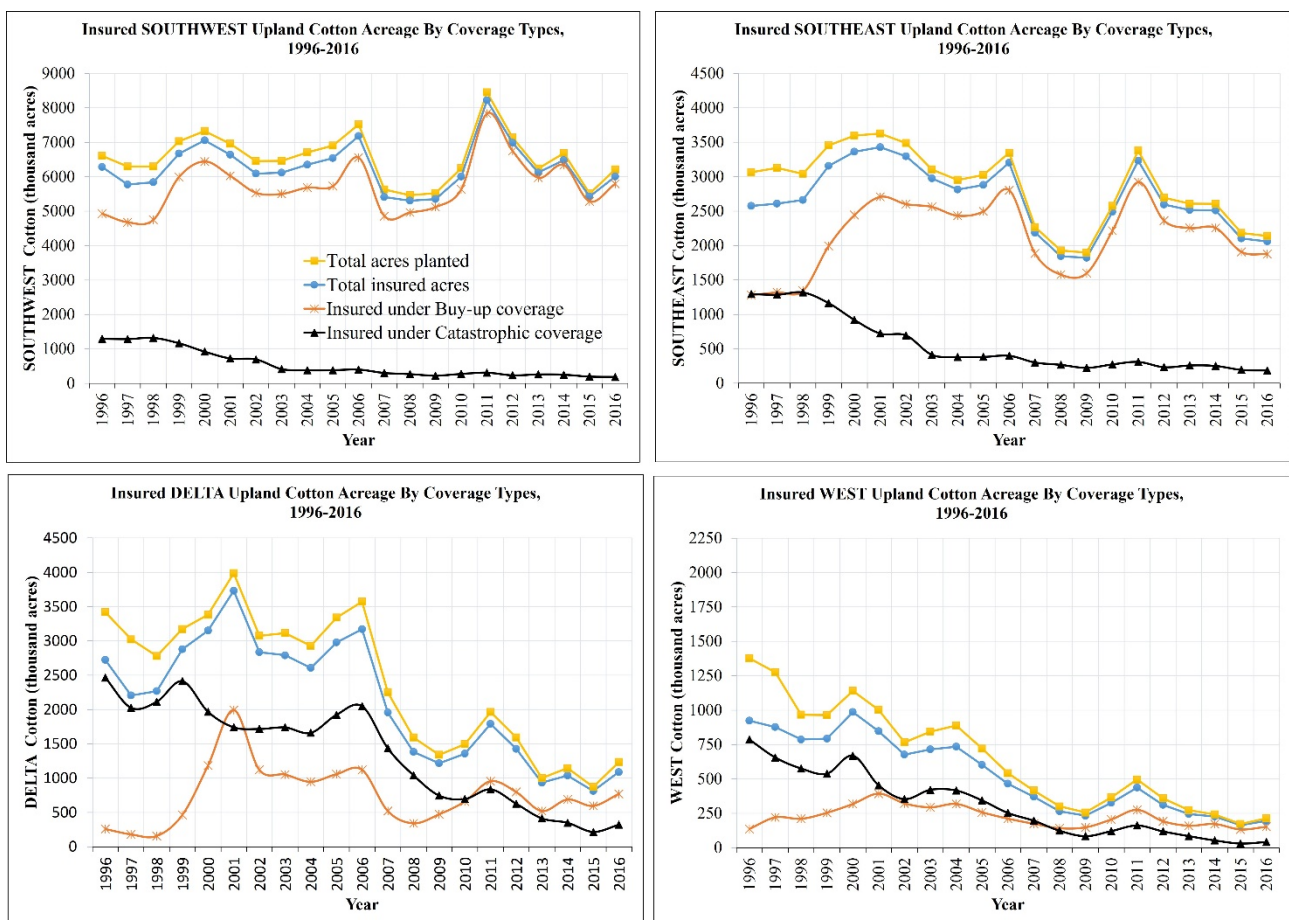 Insured SOUTHWEST Upland Cotton Acreage By Coverage Types,
1996-2016
SOUTHWEST Cotton (thousand acres)
9000
8000
7000
6000
5000
4000
3000
2000
1000
0
Total acres planted
Total insured acres
Insured under Buy-up coverage
Insured under Catastrophic coverage
1996 1997 1998 1999 2000 2001 2002 2003 2004 2005 2006 2007 2008 2009 2010 2011 2012 2013 2014 2015 2016
Year
Insured SOUTHEAST Upland Cotton Acreage By Coverage Types,
1996-2016
SOUTHEAST Cotton (thousand acres)
4500
4000
3500
3000
2500
2000
1500
1000
500
0
1996 1997 1998 1999 2000 2001 2002 2003 2004 2005 2006 2007 2008 2009 2010 2011 2012 2013 2014 2015 2016
Year
Insured DELTA Upland Cotton Acreage By Coverage Types,
1996-2016
DELTA Cotton (thousand acres)
4500
4000
3500
3000
2500
2000
1500
1000
500
0
1996 1997 1998 1999 2000 2001 2002 2003 2004 2005 2006 2007 2008 2009 2010 2011 2012 2013 2014 2015 2016
Year
Insured WEST Upland Cotton Acreage By Coverage Types,
1996-2016
WEST Cotton (thousand acres)
2250
2000
1750
1500
1250
1000
750
500
250
0
1996 1997 1998 1999 2000 2001 2002 2003 2004 2005 2006 2007 2008 2009 2010 2011 2012 2013 2014 2015 2016
Year